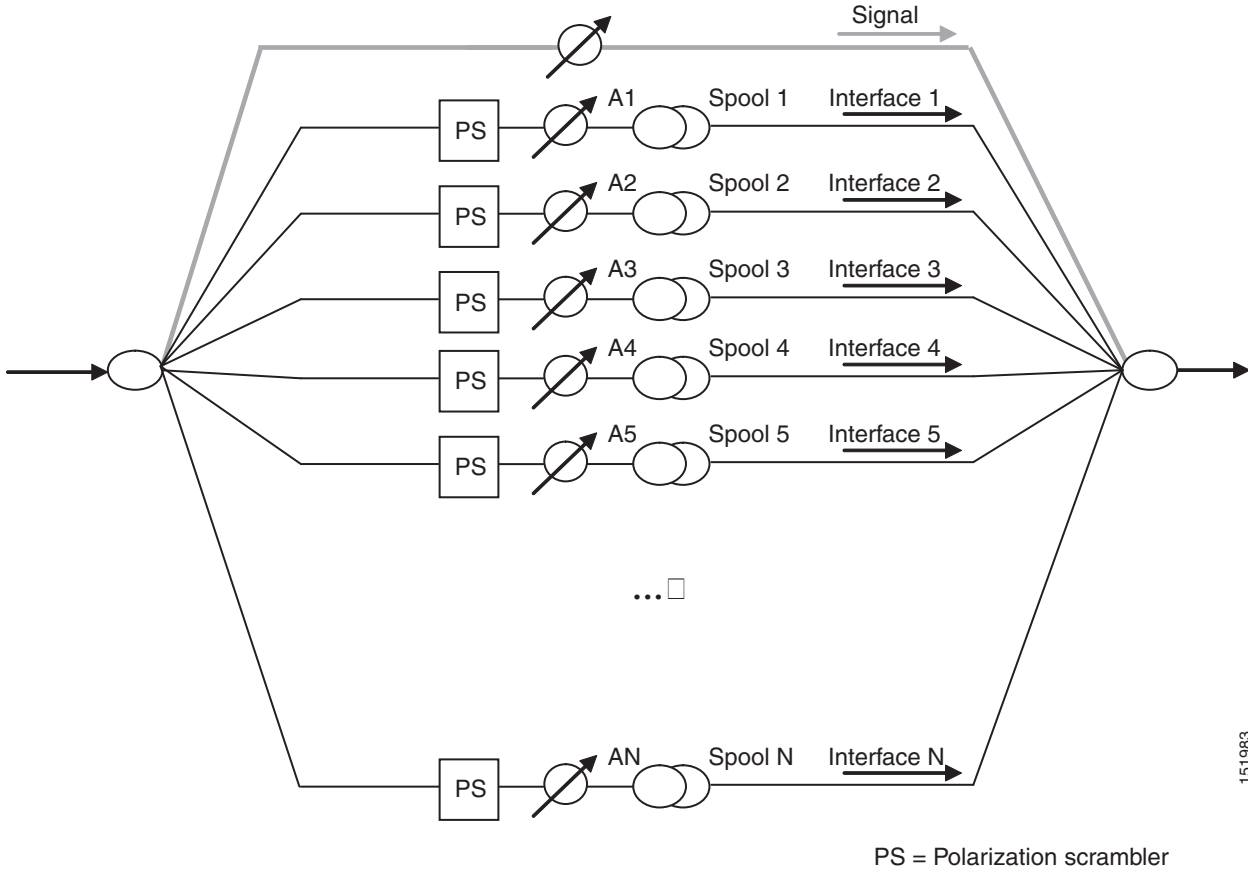 Signal
PS A1 Spool 1 Interface 1
PS A2 Spool 2 Interface 2
PS A3 Spool 3 Interface 3
PS A4 Spool 4 Interface 4
PS A5 Spool 5 Interface 5
...
PS AN Spool N Interface N
151983
PS = Polarization scrambler